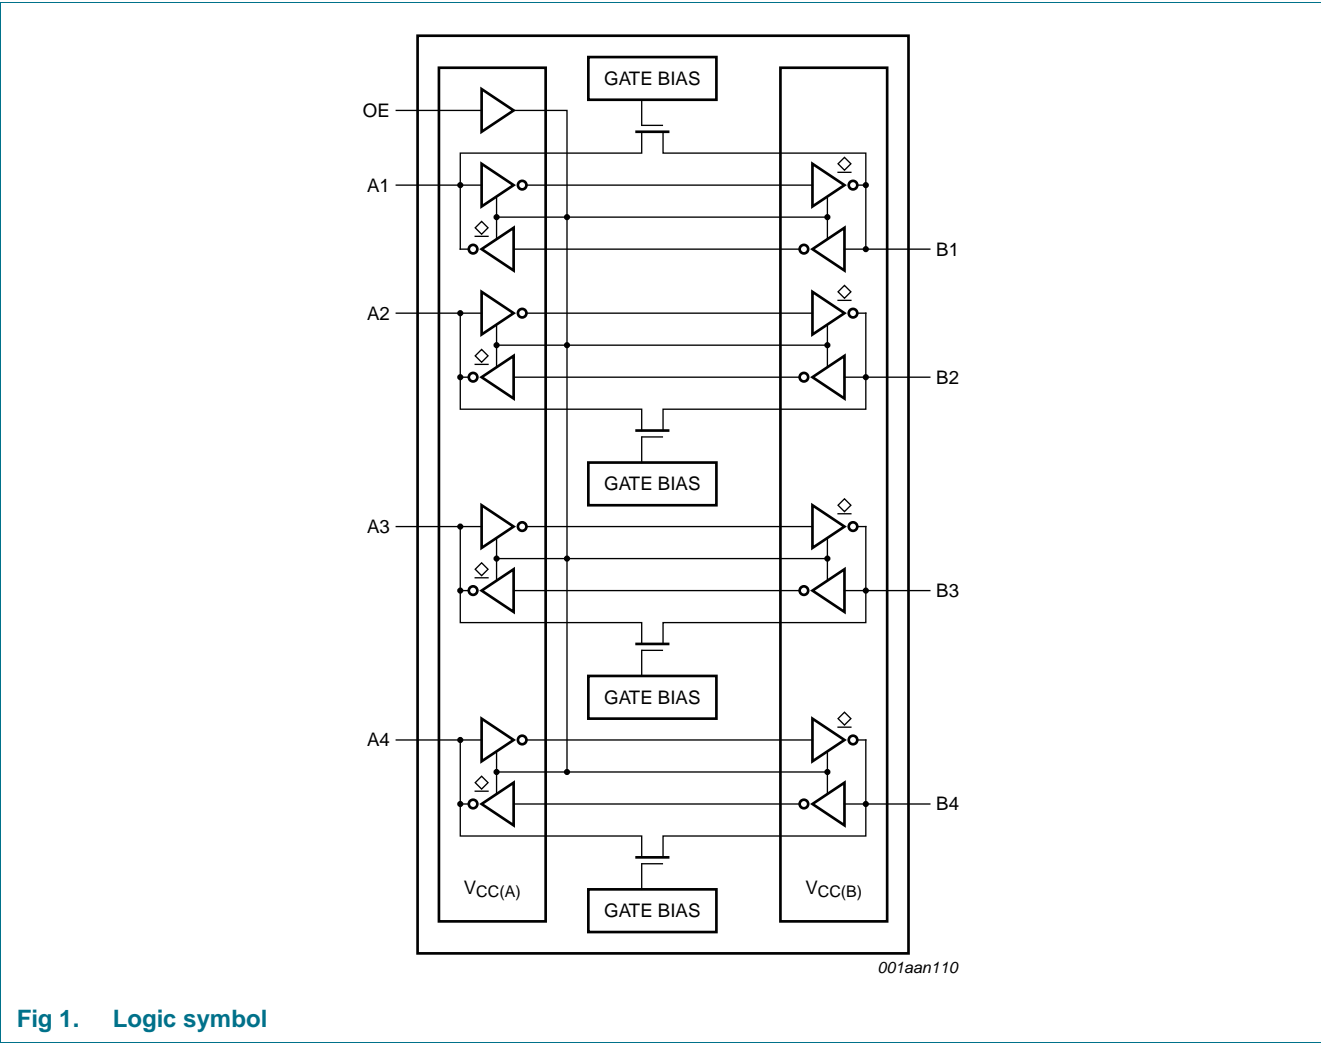 GATE BIAS
OE
A1
B1
A2
B2
GATE BIAS
A3
B3
GATE BIAS
A4
B4
VCC(A)
VCC(B)
GATE BIAS
001aan110
Fig 1. Logic symbol